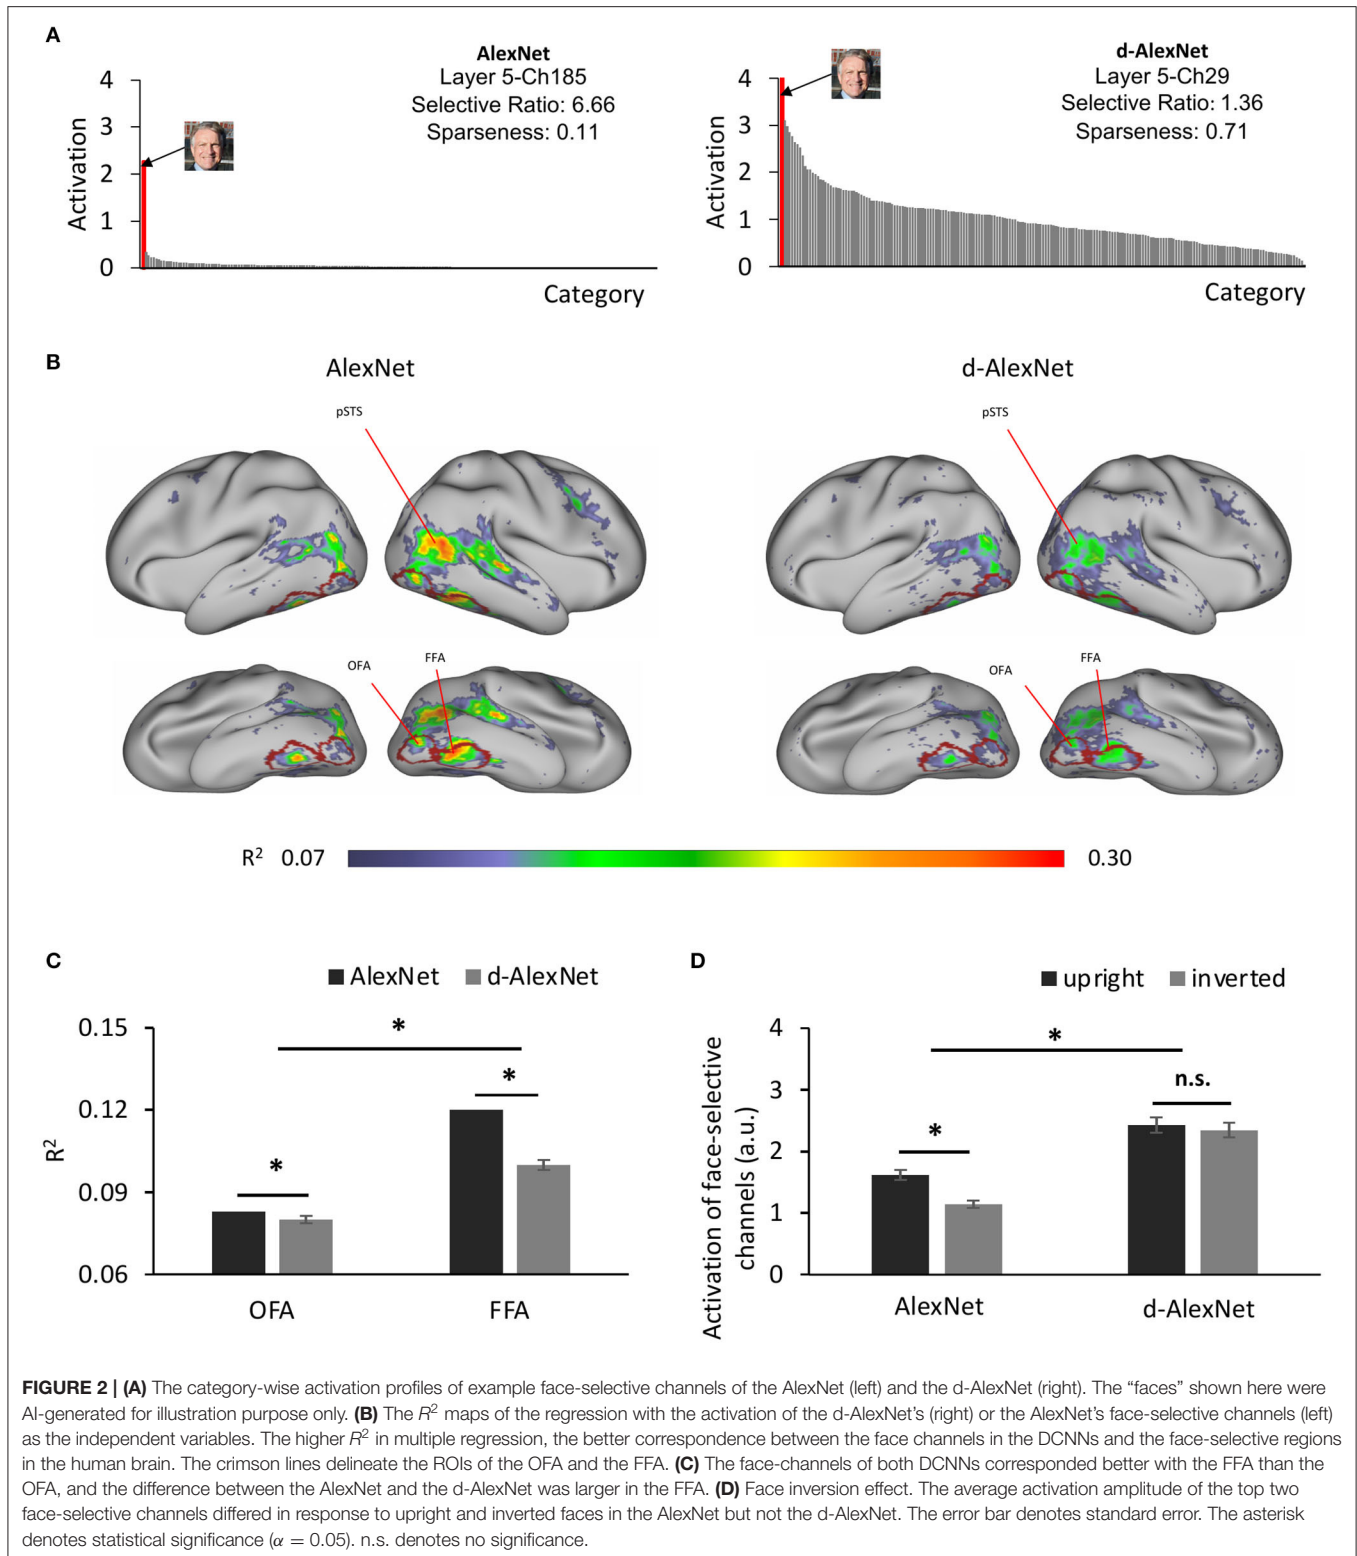 A
AlexNet
Layer 5-Ch185
Selective Ratio: 6.66
Sparseness: 0.11
4
3
2
1
0
Activation
Category
d-AlexNet
Layer 5-Ch29
Selective Ratio: 1.36
Sparseness: 0.71
4
3
2
1
0
Activation
Category
B
AlexNet
d-AlexNet
pSTS
pSTS
OFA
FFA
OFA
FFA
R² 0.07
0.30
C
AlexNet d-AlexNet
0.15
0.12
0.09
0.06
R²
*
*
*
OFA
FFA
D
upright inverted
4
3
2
1
0
Activation of face-selective
channels (a.u.)
*
*
n.s.
AlexNet
d-AlexNet
FIGURE 2 | (A) The category-wise activation profiles of example face-selective channels of the AlexNet (left) and the d-AlexNet (right). The “faces” shown here were
AI-generated for illustration purpose only. (B) The R² maps of the regression with the activation of the d-AlexNet’s (right) or the AlexNet’s face-selective channels (left)
as the independent variables. The higher R² in multiple regression, the better correspondence between the face channels in the DCNNs and the face-selective regions
in the human brain. The crimson lines delineate the ROIs of the OFA and the FFA. (C) The face-channels of both DCNNs corresponded better with the FFA than the
OFA, and the difference between the AlexNet and the d-AlexNet was larger in the FFA. (D) Face inversion effect. The average activation amplitude of the top two
face-selective channels differed in response to upright and inverted faces in the AlexNet but not the d-AlexNet. The error bar denotes standard error. The asterisk
denotes statistical significance (α = 0.05). n.s. denotes no significance.